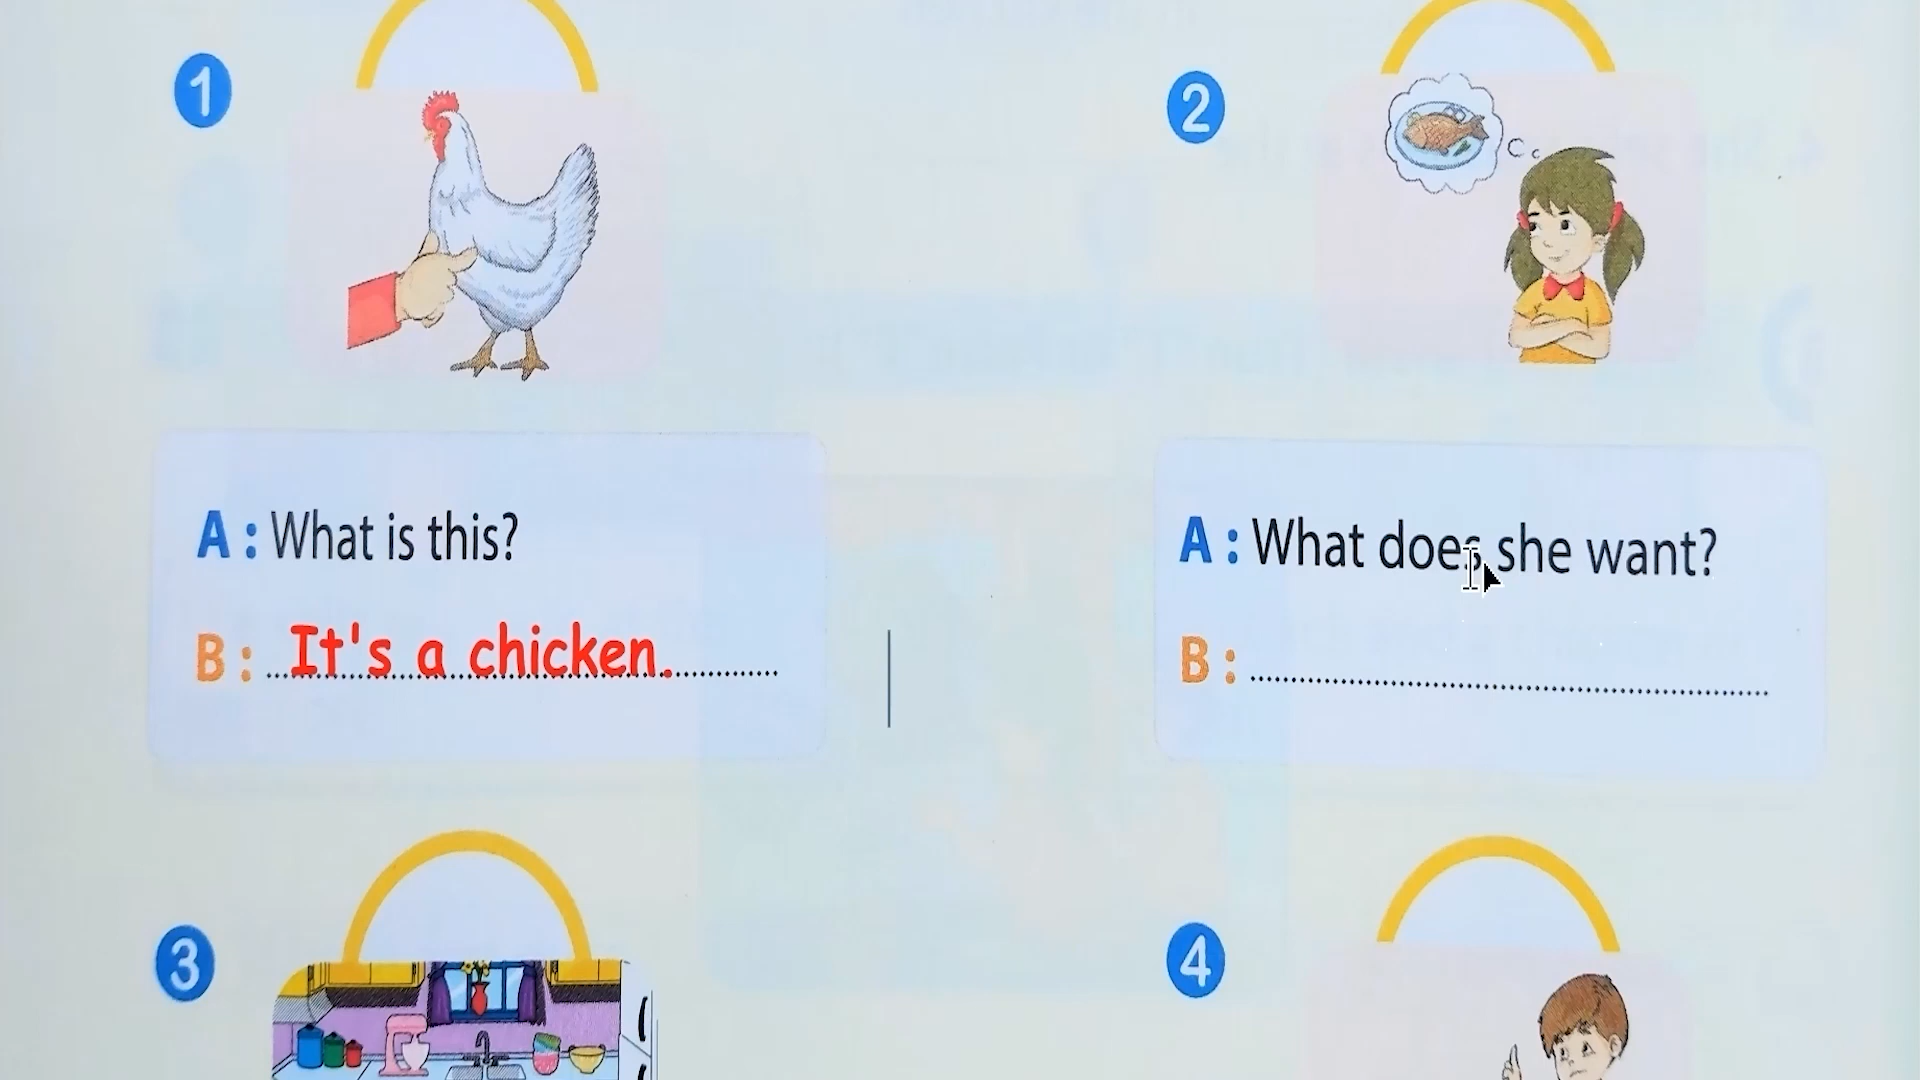 1
2
A : What is this?
B : It's a chicken.
A : What does she want?
B :
3
4